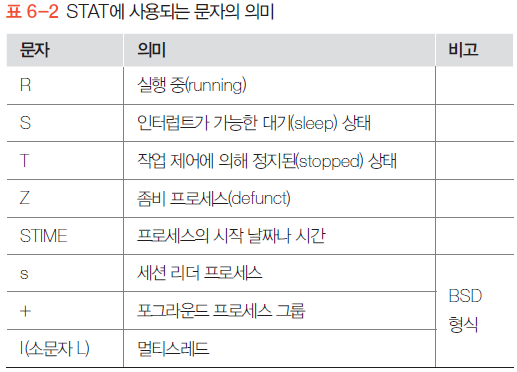 표 6-2 STAT에 사용되는 문자의 의미
문자 의미 비고
R 실행 중(running)
S 인터럽트가 가능한 대기(sleep) 상태
T 작업 제어에 의해 정지된(stopped) 상태
Z 좀비 프로세스(defunct)
STIME 프로세스의 시작 날짜나 시간
s 세션 리더 프로세스
+ 포그라운드 프로세스 그룹
l(소문자 L) 멀티스레드
BSD
형식